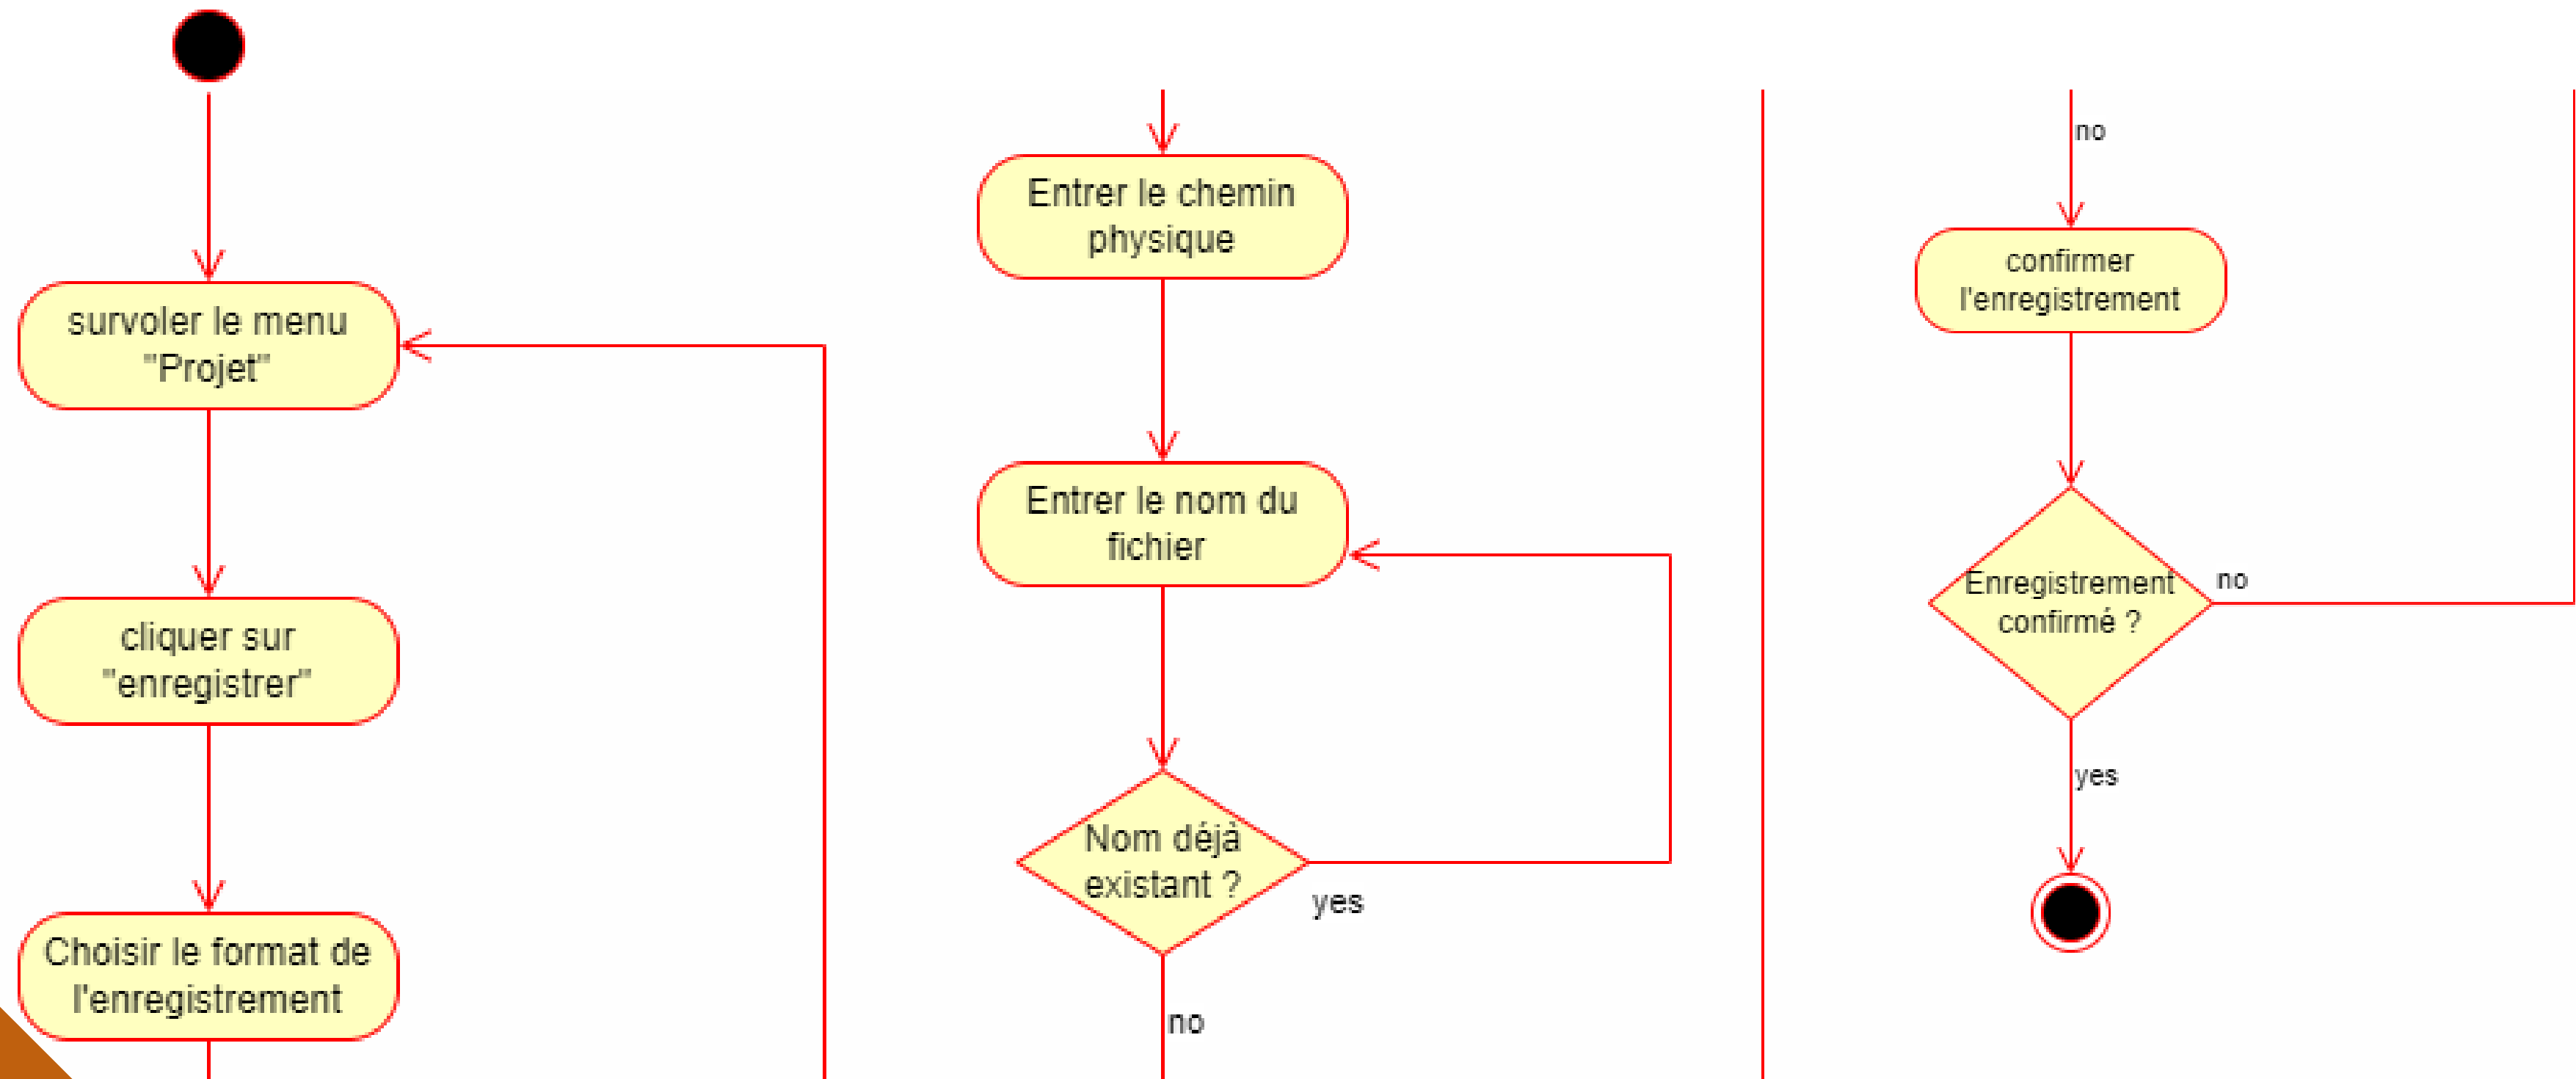 survoler le menu
"Projet"
cliquer sur
"enregistrer"
Choisir le format de
l'enregistrement
Entrer le chemin
physique
Entrer le nom du
fichier
Nom déjà
existant ?
yes
no
no
confirmer
l'enregistrement
Enregistrement
confirmé ?
no
yes